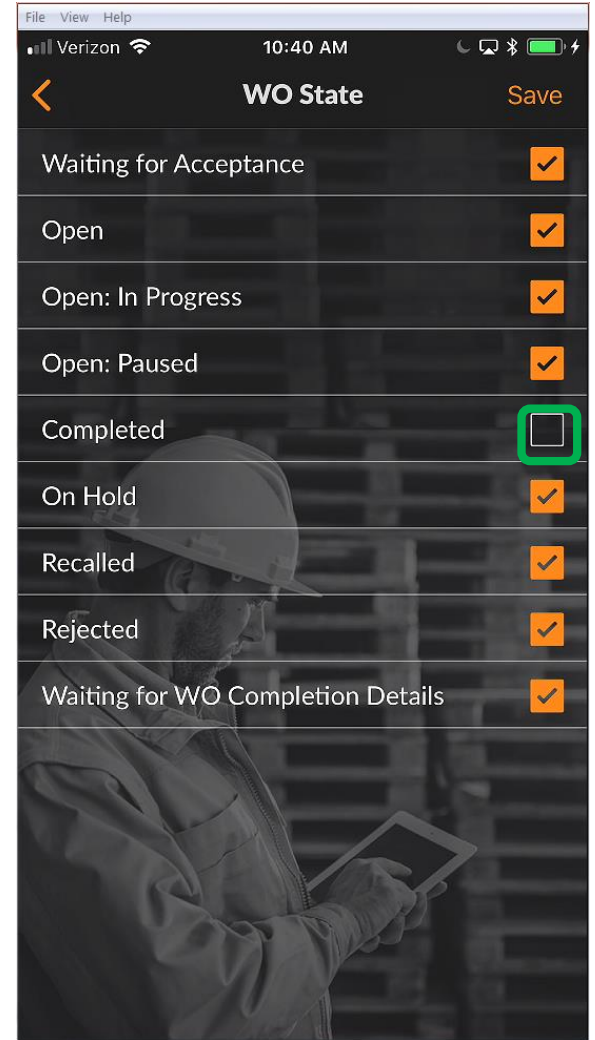 File View Help
Verizon 10:40 AM
WO State Save
Waiting for Acceptance
Open
Open: In Progress
Open: Paused
Completed
On Hold
Recalled
Rejected
Waiting for WO Completion Details